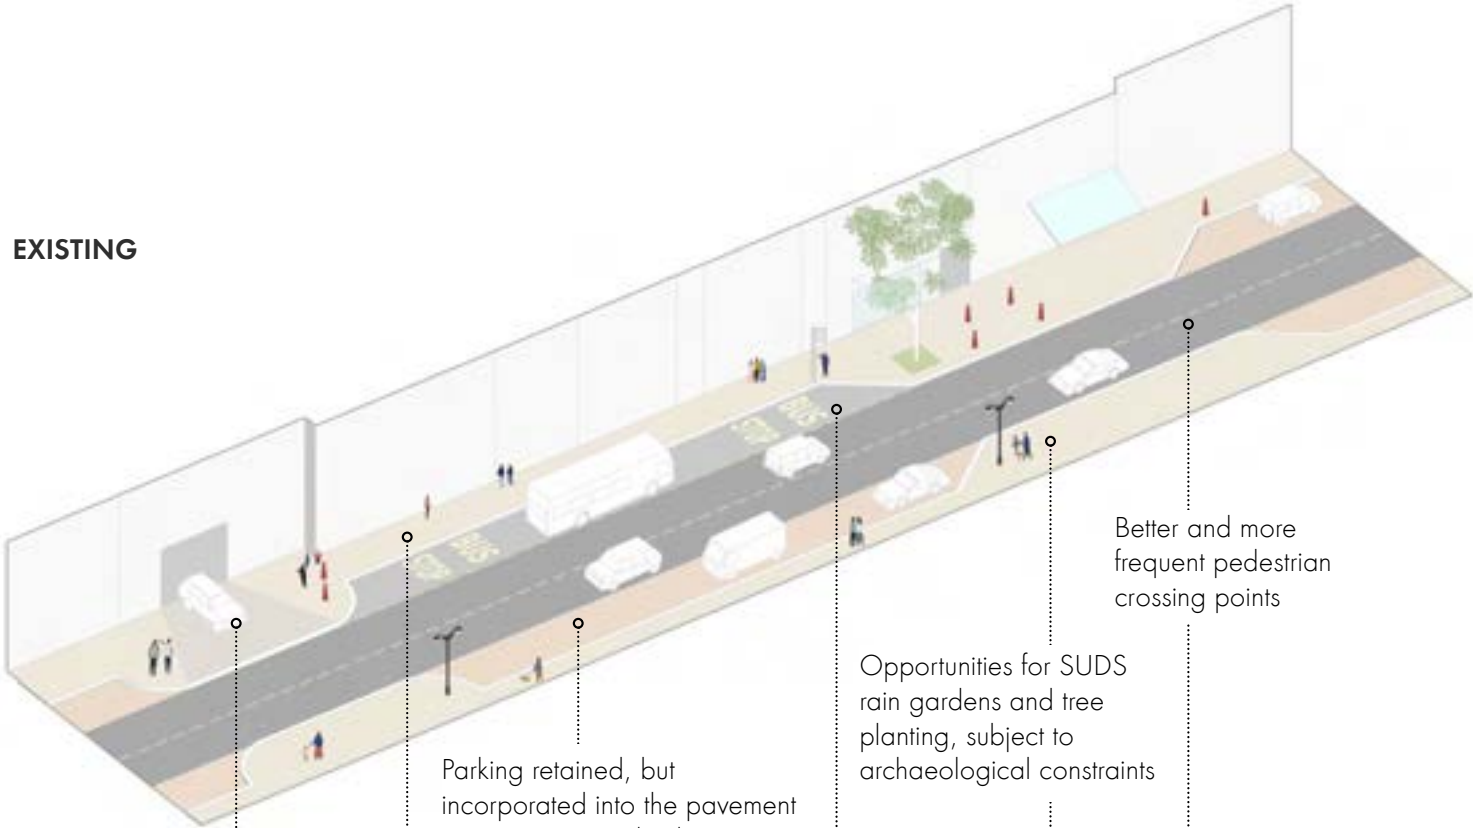 EXISTING
BUS
STOP
BUS
STOP
Better and more
frequent pedestrian
crossing points
Opportunities for SUDS
rain gardens and tree
planting, subject to
archaeological constraints
Parking retained, but
incorporated into the pavement